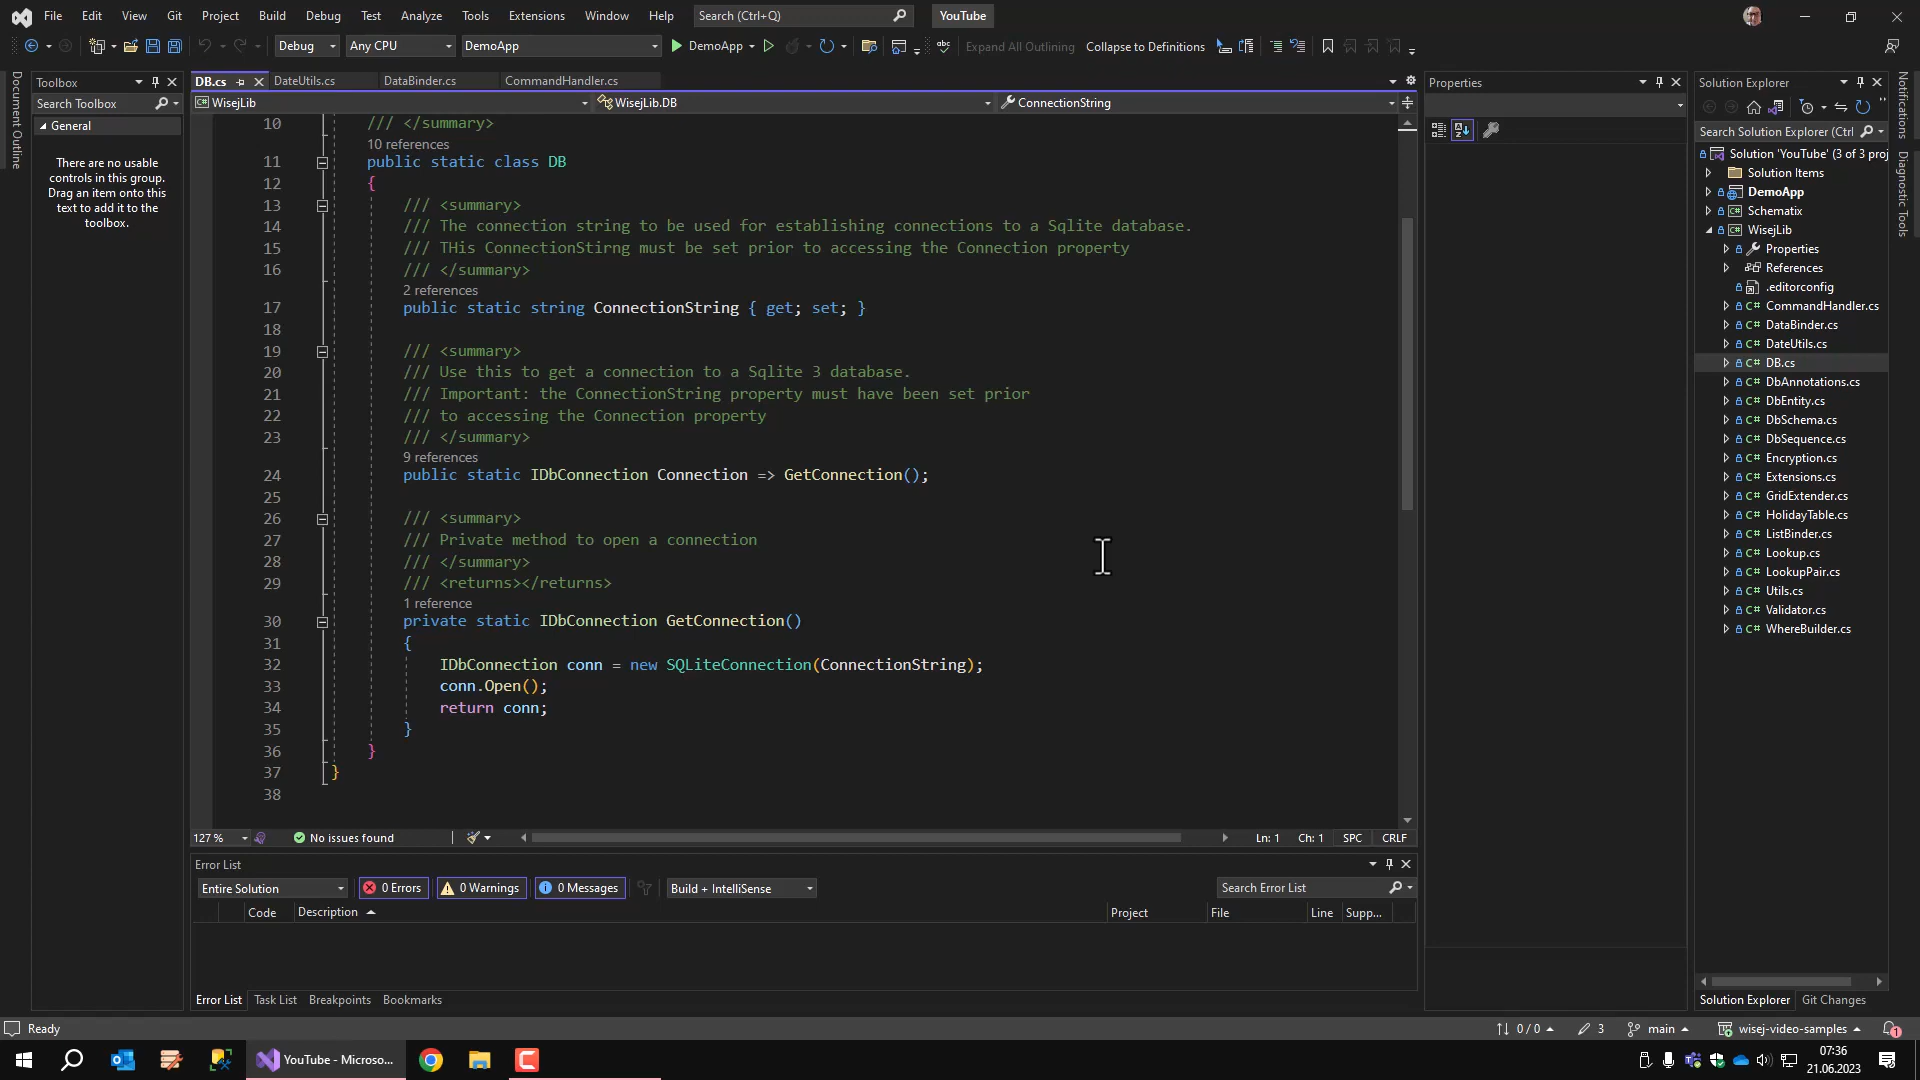 File Edit View Git Project Build Debug Test Analyze Tools Extensions Window Help Search (Ctrl+Q) YouTube
Debug Any CPU DemoApp DemoApp Expand All Outlining Collapse to Definitions
Document Outline
Toolbox
Search Toolbox
General
There are no usable
controls in this group.
Drag an item onto this
text to add it to the
toolbox.
DB.cs DateUtils.cs DataBinder.cs CommandHandler.cs
WisejLib WisejLib.DB ConnectionString
10 /// </summary>
10 references
11 public static class DB
12 {
13 /// <summary>
14 /// The connection string to be used for establishing connections to a Sqlite database.
15 /// THis ConnectionStirng must be set prior to accessing the Connection property
16 /// </summary>
2 references
17 public static string ConnectionString { get; set; }
18
19 /// <summary>
20 /// Use this to get a connection to a Sqlite 3 database.
21 /// Important: the ConnectionString property must have been set prior
22 /// to accessing the Connection property
23 /// </summary>
9 references
24 public static IDbConnection Connection => GetConnection();
25
26 /// <summary>
27 /// Private method to open a connection
28 /// </summary>
29 /// <returns></returns>
1 reference
30 private static IDbConnection GetConnection()
31 {
32 IDbConnection conn = new SQLiteConnection(ConnectionString);
33 conn.Open();
34 return conn;
35 }
36 }
37 }
38
127 % No issues found Ln: 1 Ch: 1 SPC CRLF
Error List
Entire Solution 0 Errors 0 Warnings 0 Messages Build + IntelliSense Search Error List
Code Description Project File Line Supp...
Error List Task List Breakpoints Bookmarks
Properties
Solution Explorer
Search Solution Explorer (Ctrl
Solution 'YouTube' (3 of 3 proj
Solution Items
DemoApp
C# Schematix
C# WisejLib
Properties
References
.editorconfig
C# CommandHandler.cs
C# DataBinder.cs
C# DateUtils.cs
C# DB.cs
C# DbAnnotations.cs
C# DbEntity.cs
C# DbSchema.cs
C# DbSequence.cs
C# Encryption.cs
C# Extensions.cs
C# GridExtender.cs
C# HolidayTable.cs
C# ListBinder.cs
C# Lookup.cs
C# LookupPair.cs
C# Utils.cs
C# Validator.cs
C# WhereBuilder.cs
Solution Explorer Git Changes
Notifications
Diagnostic Tools
Ready 0 / 0 3 main wisej-video-samples 1
YouTube - Microso... 07:36
21.06.2023